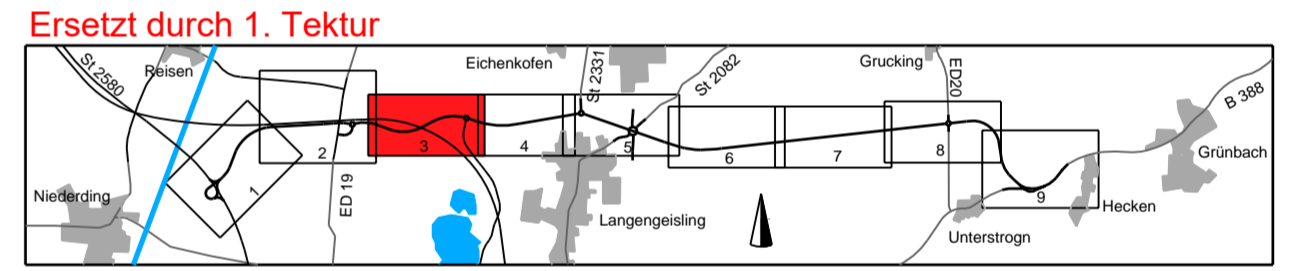 Ersetzt durch 1. Tektur
St 2580
Reisen
Eichenkofen
St 2331
St 2082
Grucking
ED20
B 388
Niederding
1
2
ED 19
3
4
5
6
7
8
9
Grünbach
Hecken
Langengeisling
Unterstrogn